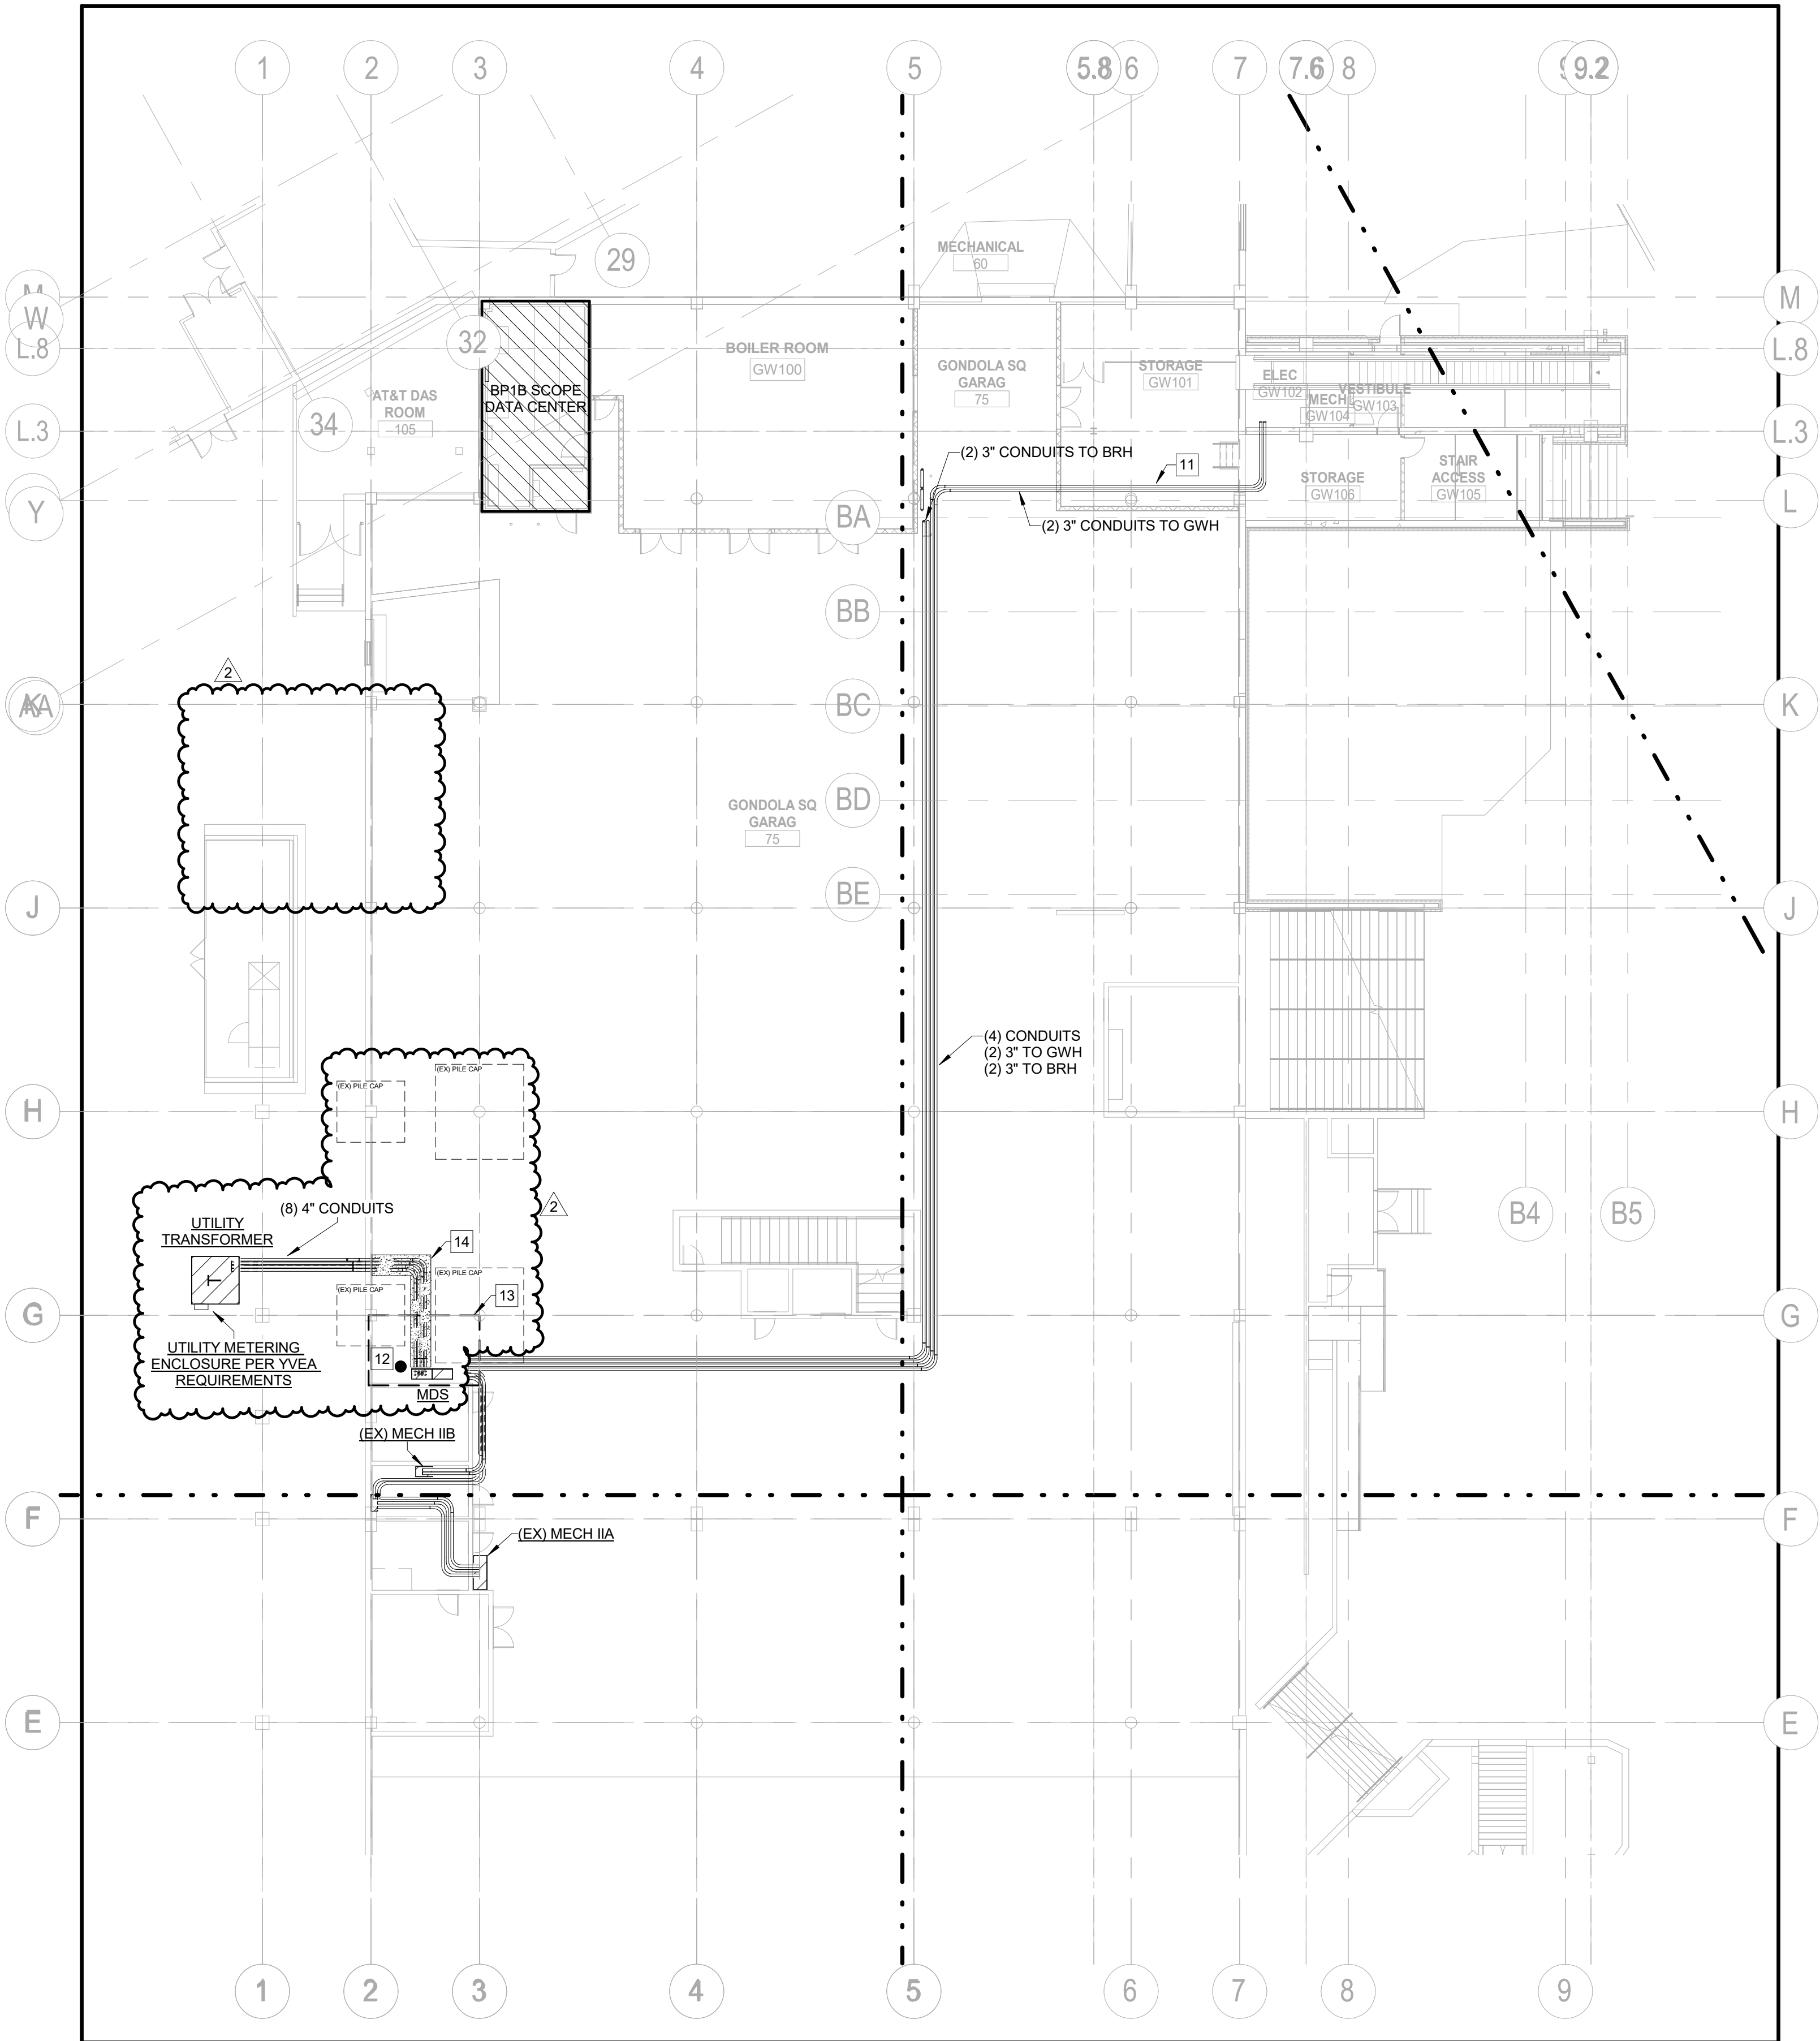 1
2
3
4
5
5.8
6
7
7.6
8
9.2
29
MECHANICAL
60
M
W
L.8
L.3
Y
M
L.8
L.3
L
32
34
BOILER ROOM
GW100
BP1B SCOPE
DATA CENTER
AT&T DAS
ROOM
105
GONDOLA SQ
GARAG
75
STORAGE
GW101
ELEC
GW102
MECH
GW104
VESTIBULE
GW103
(2) 3" CONDUITS TO BRH
11
(2) 3" CONDUITS TO GWH
STORAGE
GW106
STAIR
ACCESS
GW105
BA
BB
2
K
AA
BC
K
GONDOLA SQ
GARAG
75
BD
BE
J
J
(4) CONDUITS
(2) 3" TO GWH
(2) 3" TO BRH
(EX) PILE CAP
(EX) PILE CAP
H
H
(8) 4" CONDUITS
2
UTILITY
TRANSFORMER
T
14
(EX) PILE CAP
(EX) PILE CAP
13
B4
B5
G
G
UTILITY METERING
ENCLOSURE PER YVEA
REQUIREMENTS
12
MDS
(EX) MECH IIB
F
F
(EX) MECH IIA
E
E
1
2
3
4
5
6
7
8
9